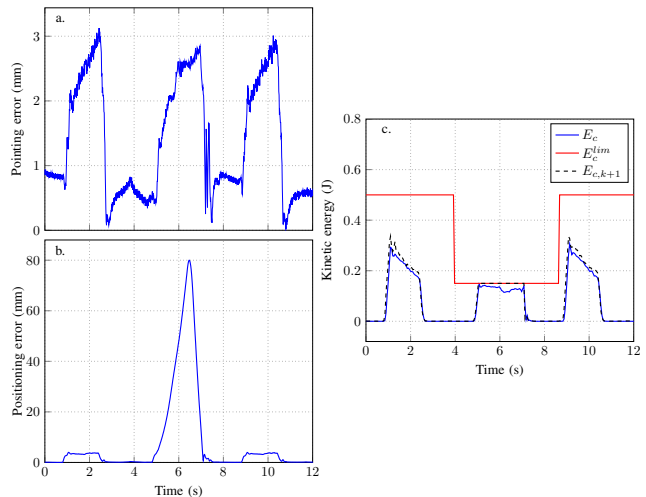 a.
Pointing error (mm)
3
2
1
0
b.
Positioning error (mm)
80
60
40
20
0
0 2 4 6 8 10 12
Time (s)
c.
E_c
E_c^{lim}
E_{c,k+1}
Kinetic energy (J)
0.8
0.6
0.4
0.2
0
0 2 4 6 8 10 12
Time (s)